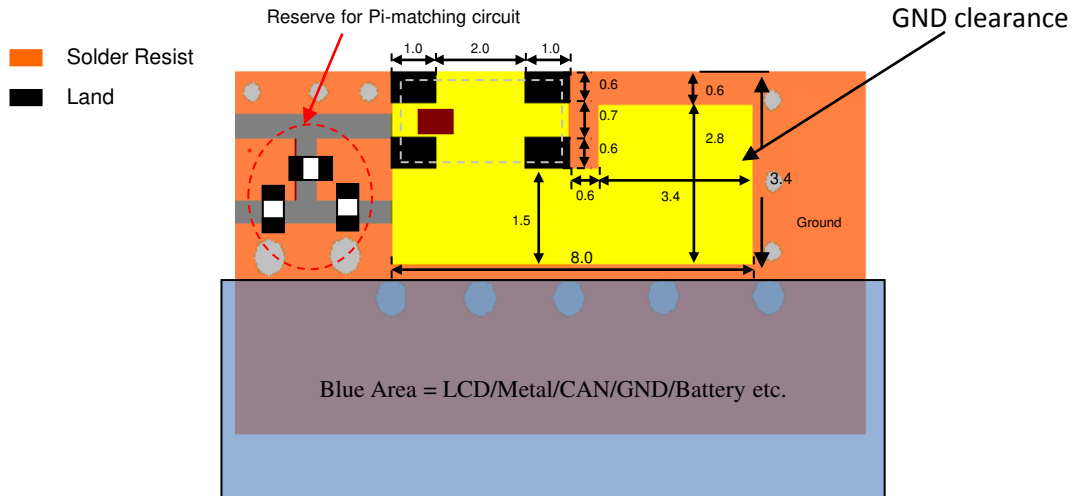 Reserve for Pi-matching circuit
GND clearance
Solder Resist
Land
1.0
2.0
1.0
0.6
0.6
0.7
2.8
0.6
0.6
3.4
3.4
1.5
Ground
8.0
Blue Area = LCD/Metal/CAN/GND/Battery etc.